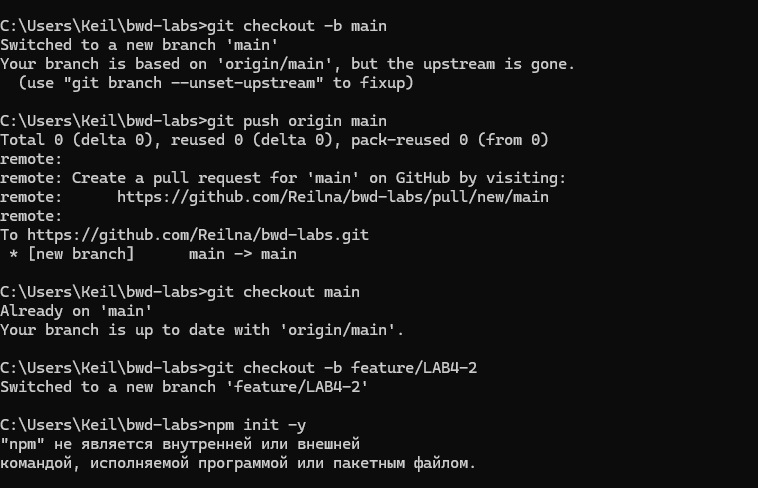 C:\Users\Keil\bwd-labs>git checkout -b main
Switched to a new branch 'main'
Your branch is based on 'origin/main', but the upstream is gone.
  (use "git branch --unset-upstream" to fixup)

C:\Users\Keil\bwd-labs>git push origin main
Total 0 (delta 0), reused 0 (delta 0), pack-reused 0 (from 0)
remote:
remote: Create a pull request for 'main' on GitHub by visiting:
remote:      https://github.com/Reilna/bwd-labs/pull/new/main
remote:
To https://github.com/Reilna/bwd-labs.git
 * [new branch]      main -> main

C:\Users\Keil\bwd-labs>git checkout main
Already on 'main'
Your branch is up to date with 'origin/main'.

C:\Users\Keil\bwd-labs>git checkout -b feature/LAB4-2
Switched to a new branch 'feature/LAB4-2'

C:\Users\Keil\bwd-labs>npm init -y
"npm" не является внутренней или внешней
командой, исполняемой программой или пакетным файлом.